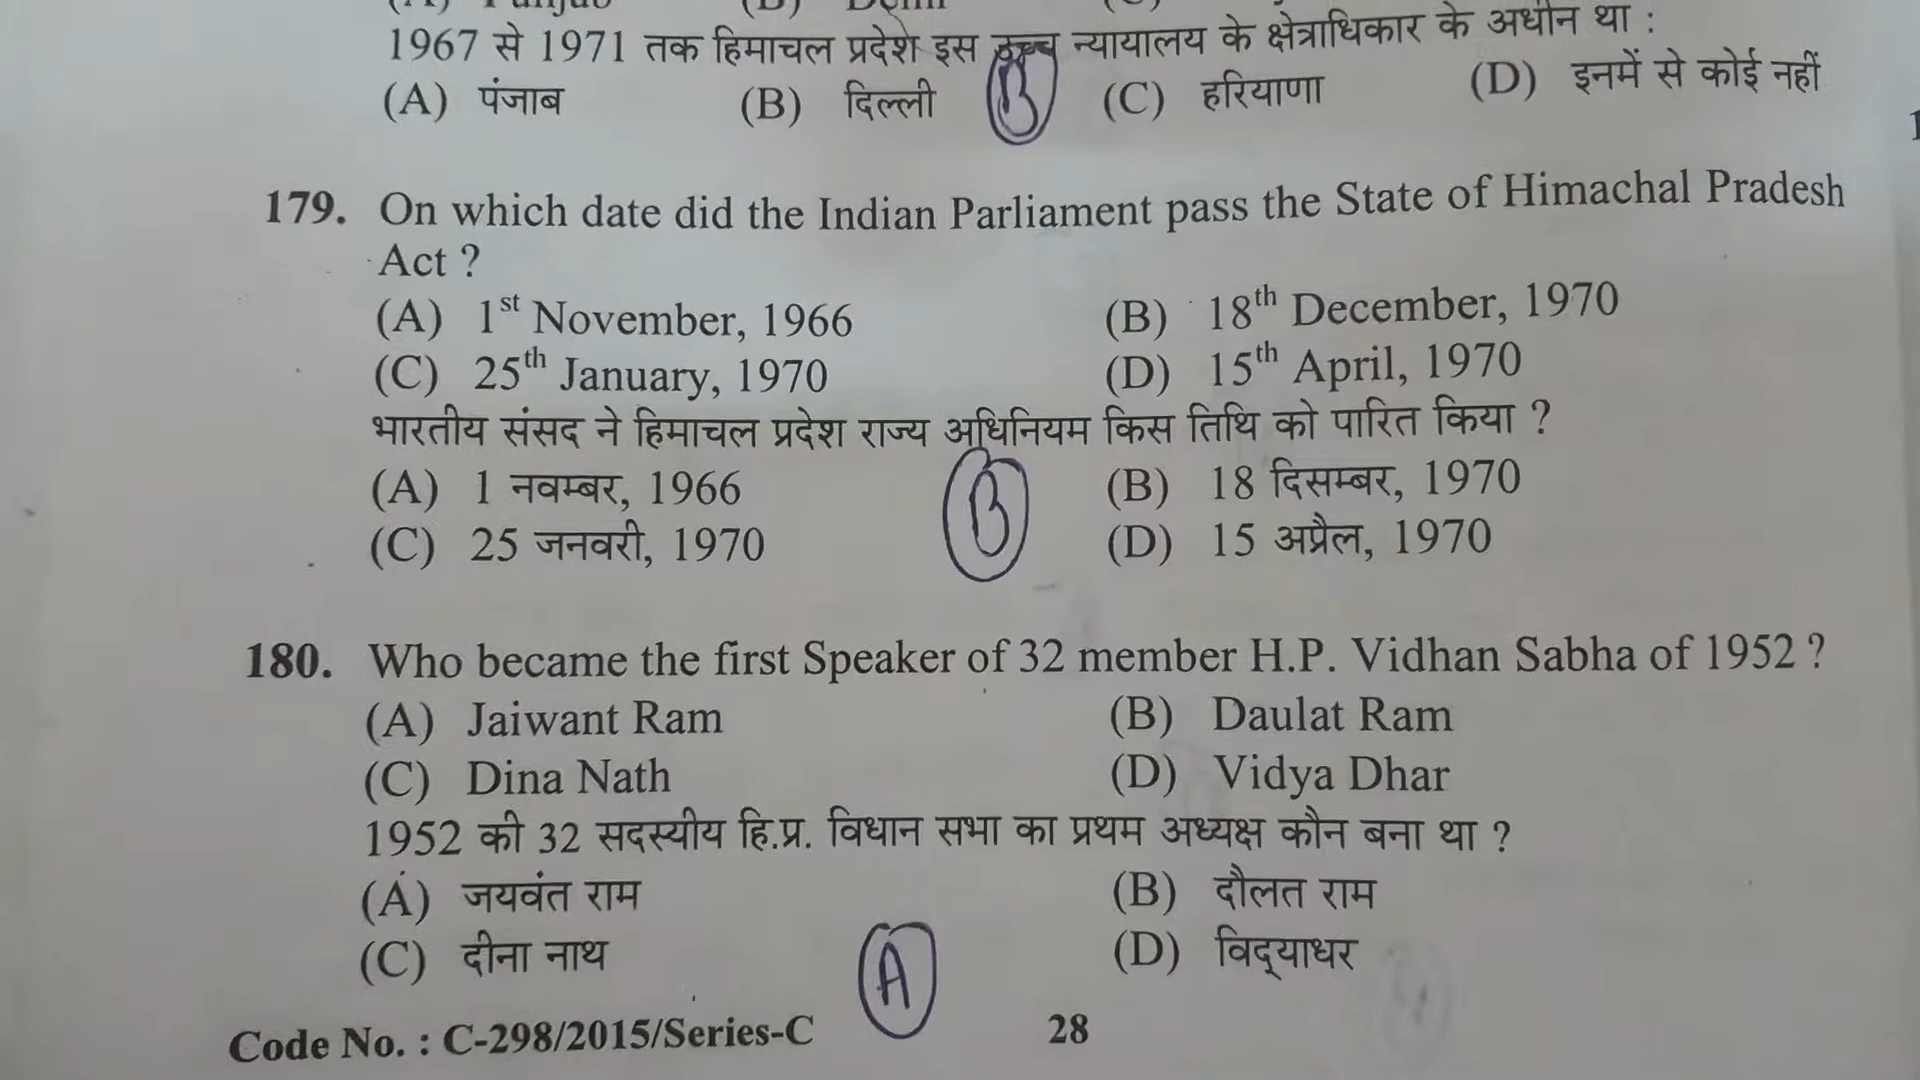 (A) Punjab (B) Delhi
1967 से 1971 तक हिमाचल प्रदेश इस उच्च न्यायालय के क्षेत्राधिकार के अधीन था :
(A) पंजाब (B) दिल्ली B (C) हरियाणा (D) इनमें से कोई नहीं
179. On which date did the Indian Parliament pass the State of Himachal Pradesh
Act ?
(A) 1st November, 1966 (B) 18th December, 1970
(C) 25th January, 1970 (D) 15th April, 1970
भारतीय संसद ने हिमाचल प्रदेश राज्य अधिनियम किस तिथि को पारित किया ?
(A) 1 नवम्बर, 1966 (B) 18 दिसम्बर, 1970
B
(C) 25 जनवरी, 1970 (D) 15 अप्रैल, 1970
180. Who became the first Speaker of 32 member H.P. Vidhan Sabha of 1952 ?
(A) Jaiwant Ram (B) Daulat Ram
(C) Dina Nath (D) Vidya Dhar
1952 की 32 सदस्यीय हि.प्र. विधान सभा का प्रथम अध्यक्ष कौन बना था ?
(A) जयवंत राम (B) दौलत राम
(C) दीना नाथ (D) विद्याधर
A
Code No. : C-298/2015/Series-C 28